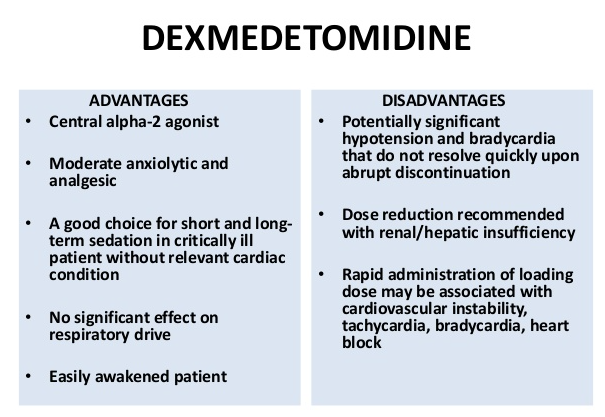 DEXMEDETOMIDINE
ADVANTAGES
• Central alpha-2 agonist
• Moderate anxiolytic and
analgesic
• A good choice for short and long-
term sedation in critically ill
patient without relevant cardiac
condition
• No significant effect on
respiratory drive
• Easily awakened patient
DISADVANTAGES
• Potentially significant
hypotension and bradycardia
that do not resolve quickly upon
abrupt discontinuation
• Dose reduction recommended
with renal/hepatic insufficiency
• Rapid administration of loading
dose may be associated with
cardiovascular instability,
tachycardia, bradycardia, heart
block